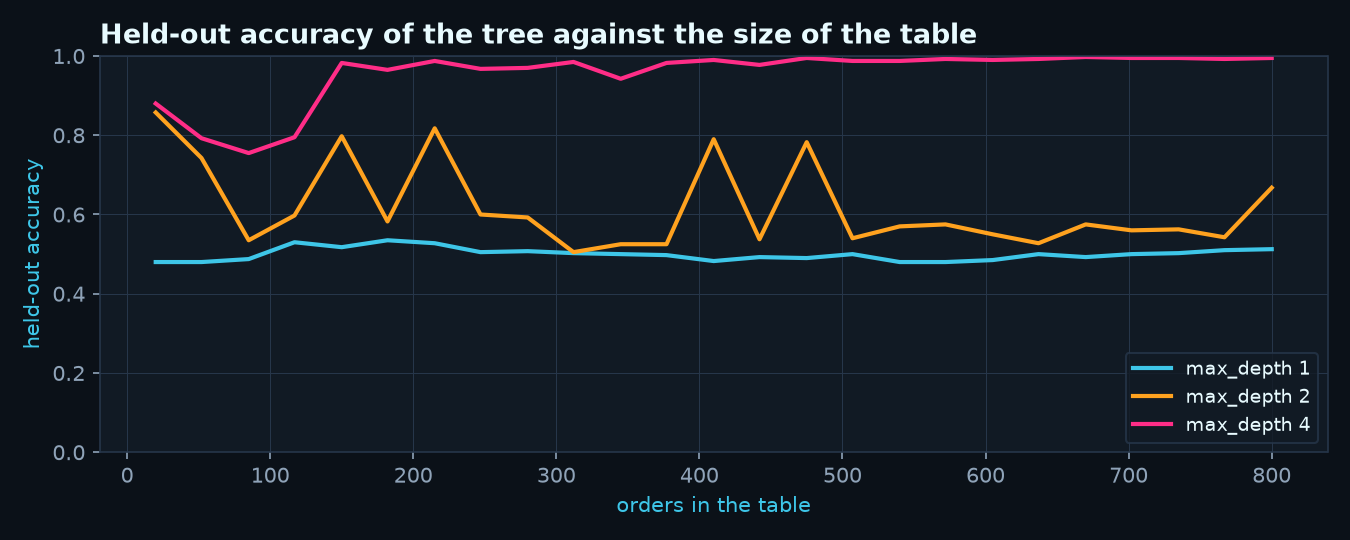 Held-out accuracy of the tree against the size of the table
held-out accuracy
1.0
0.8
0.6
0.4
0.2
0.0
0 100 200 300 400 500 600 700 800
orders in the table
max_depth 1
max_depth 2
max_depth 4